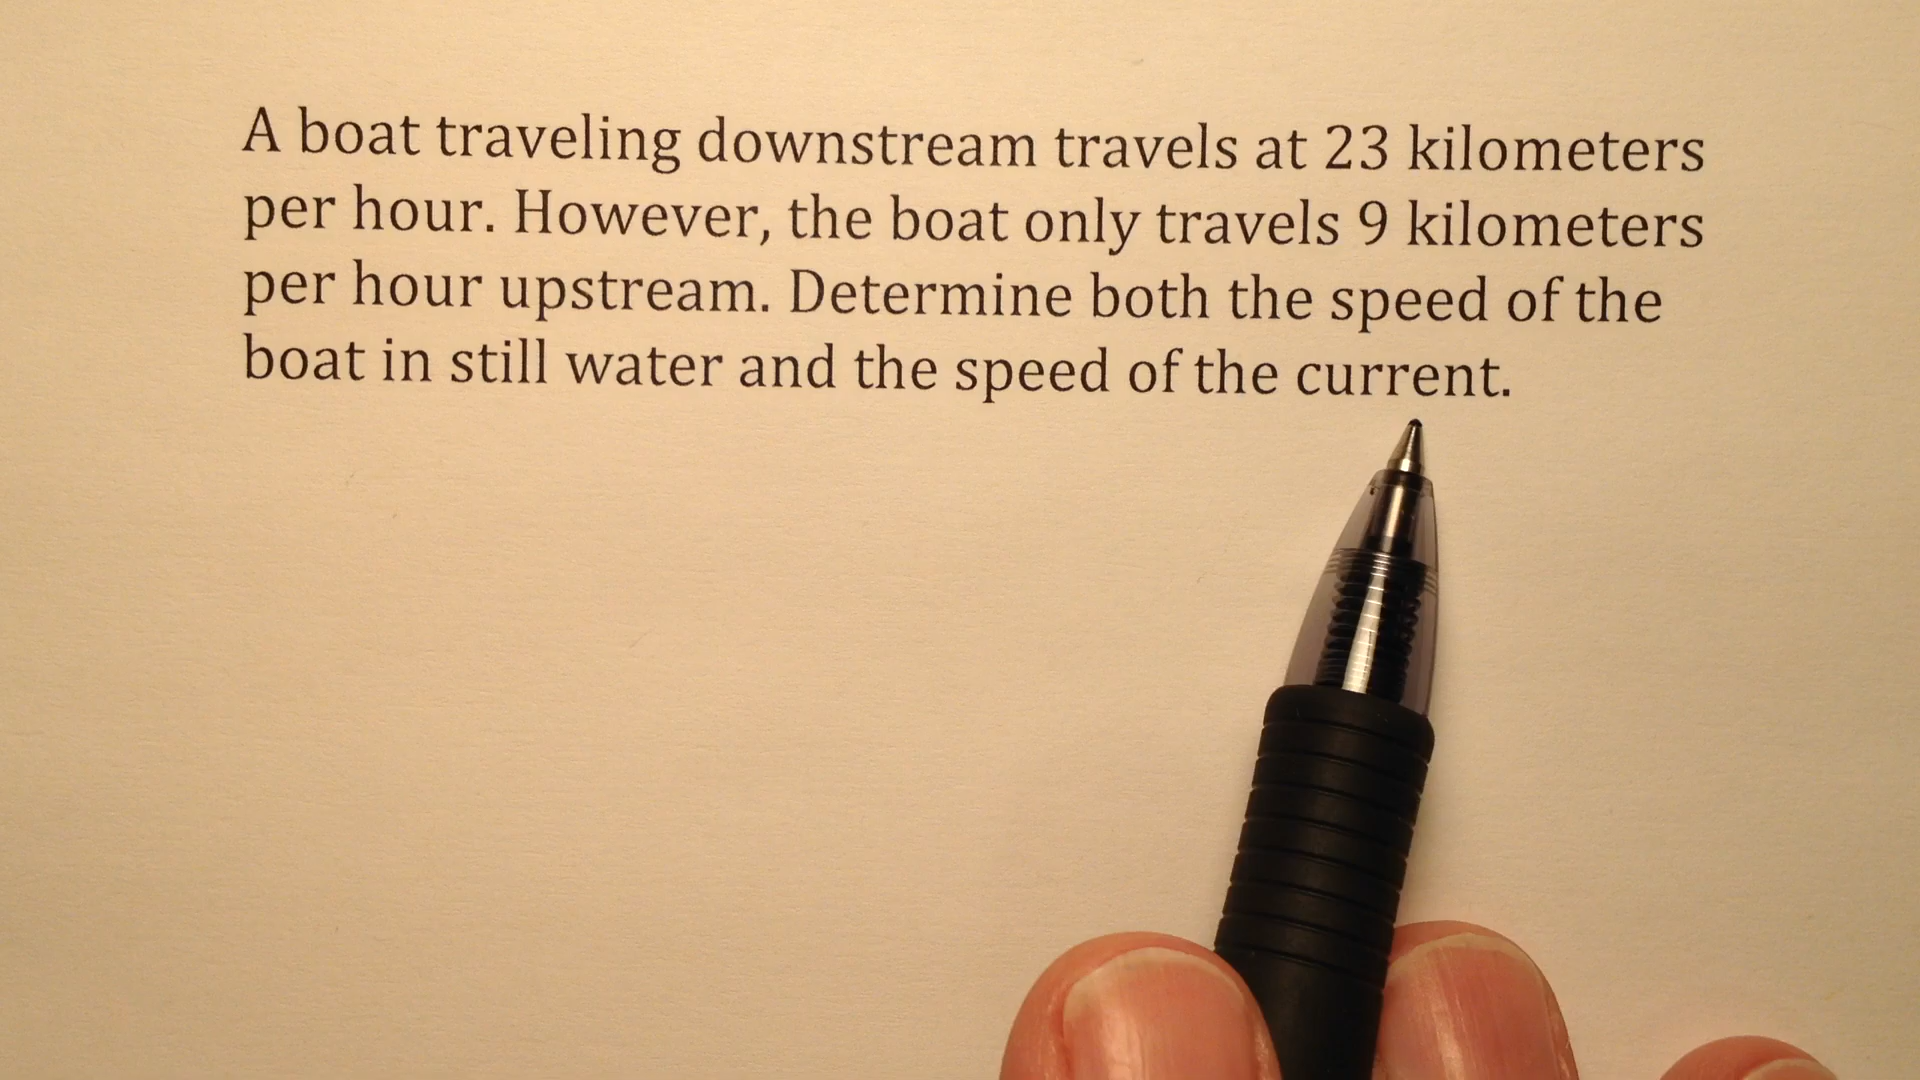 A boat traveling downstream travels at 23 kilometers
per hour. However, the boat only travels 9 kilometers
per hour upstream. Determine both the speed of the
boat in still water and the speed of the current.